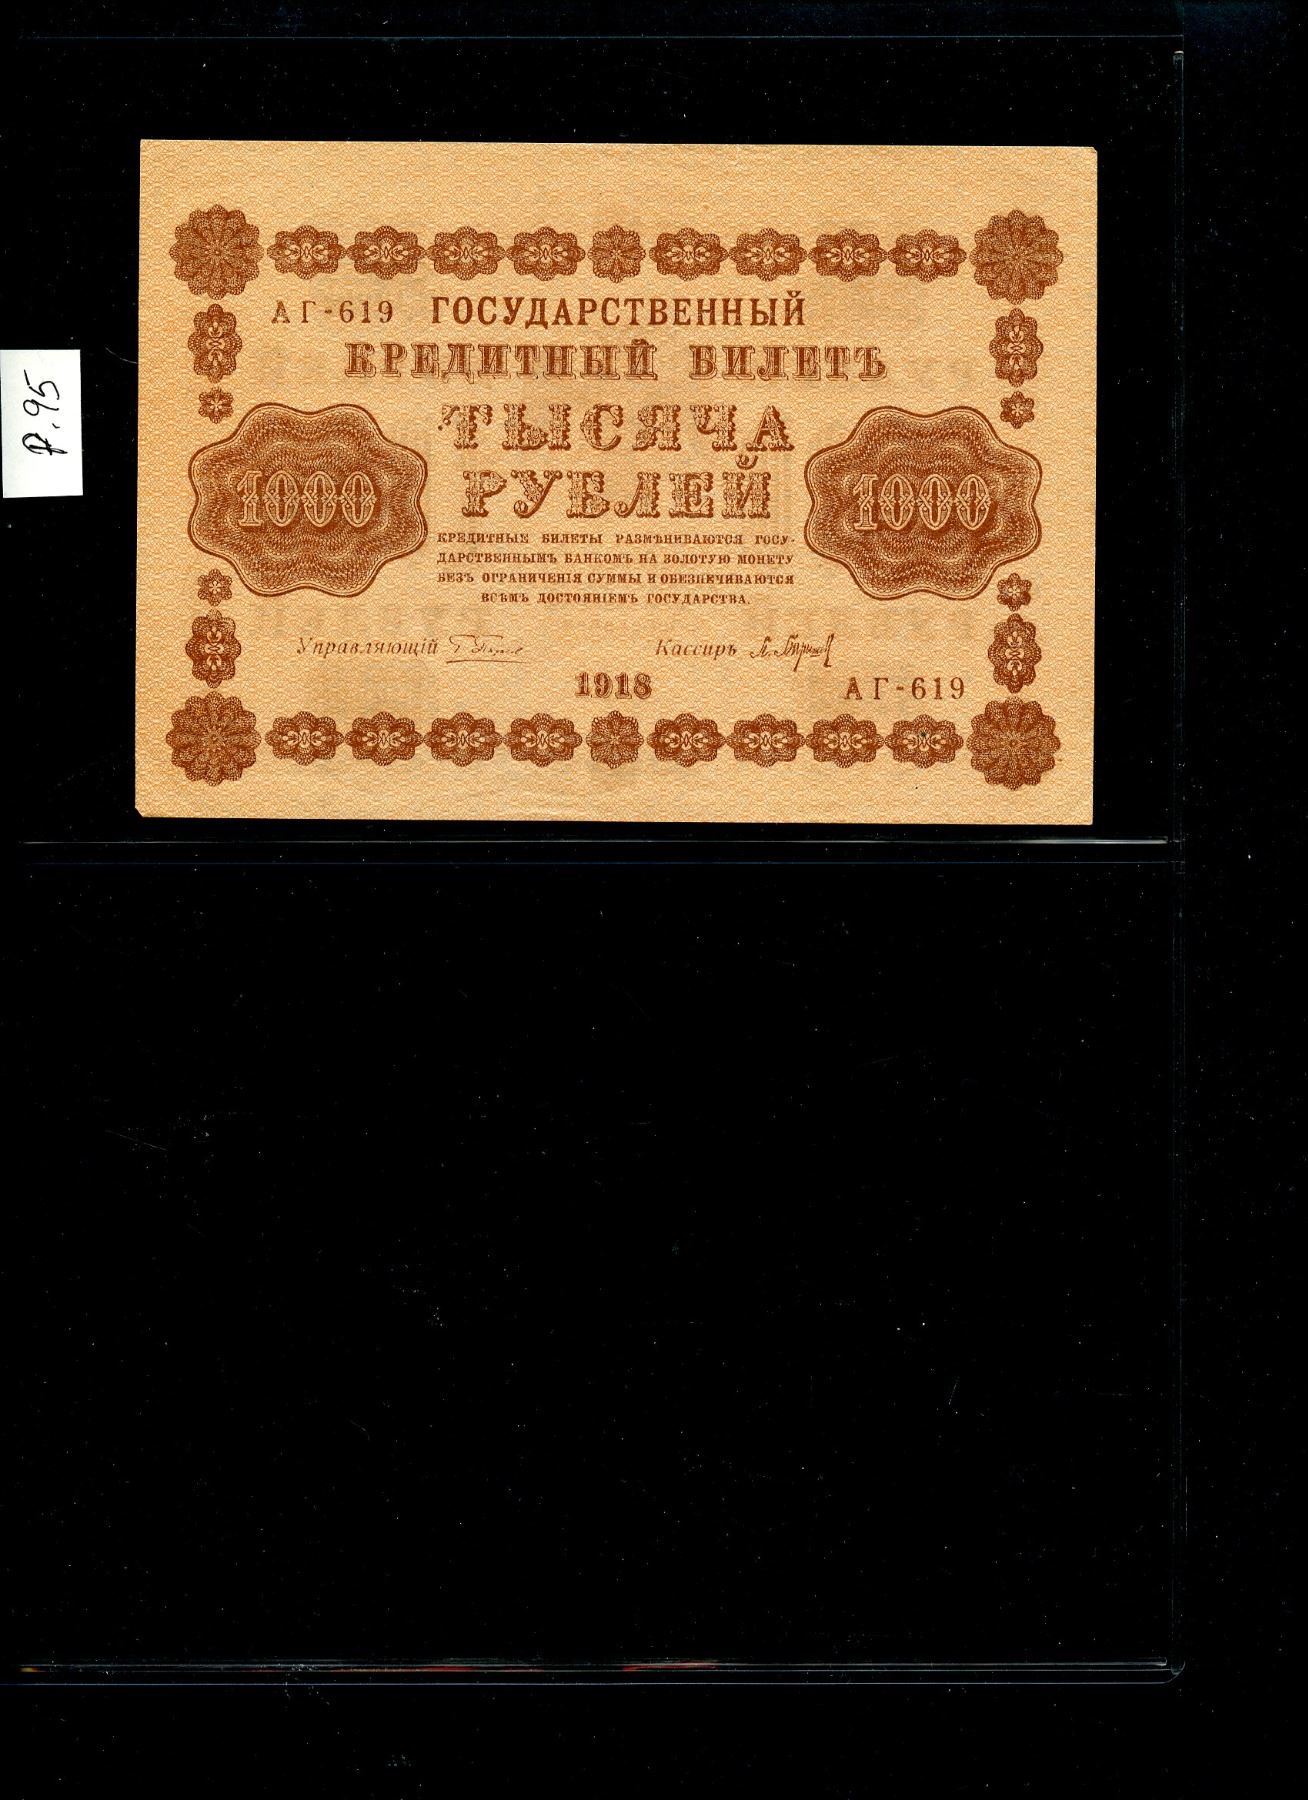 АГ-619 ГОСУДАРСТВЕННЫЙ
КРЕДИТНЫЙ БИЛЕТЪ
ТЫСЯЧА
РУБЛЕЙ
1000
1000
КРЕДИТНЫЕ БИЛЕТЫ РАЗМѢНИВАЮТСЯ ГОСУ-
ДАРСТВЕННЫМЪ БАНКОМЪ НА ЗОЛОТУЮ МОНЕТУ
БЕЗЪ ОГРАНИЧЕНІЯ СУММЫ И ОБЕЗПЕЧИВАЮТСЯ
ВСѢМЪ ДОСТОЯНІЕМЪ ГОСУДАРСТВА.
Управляющій
Кассиръ
1918
АГ-619
P.95